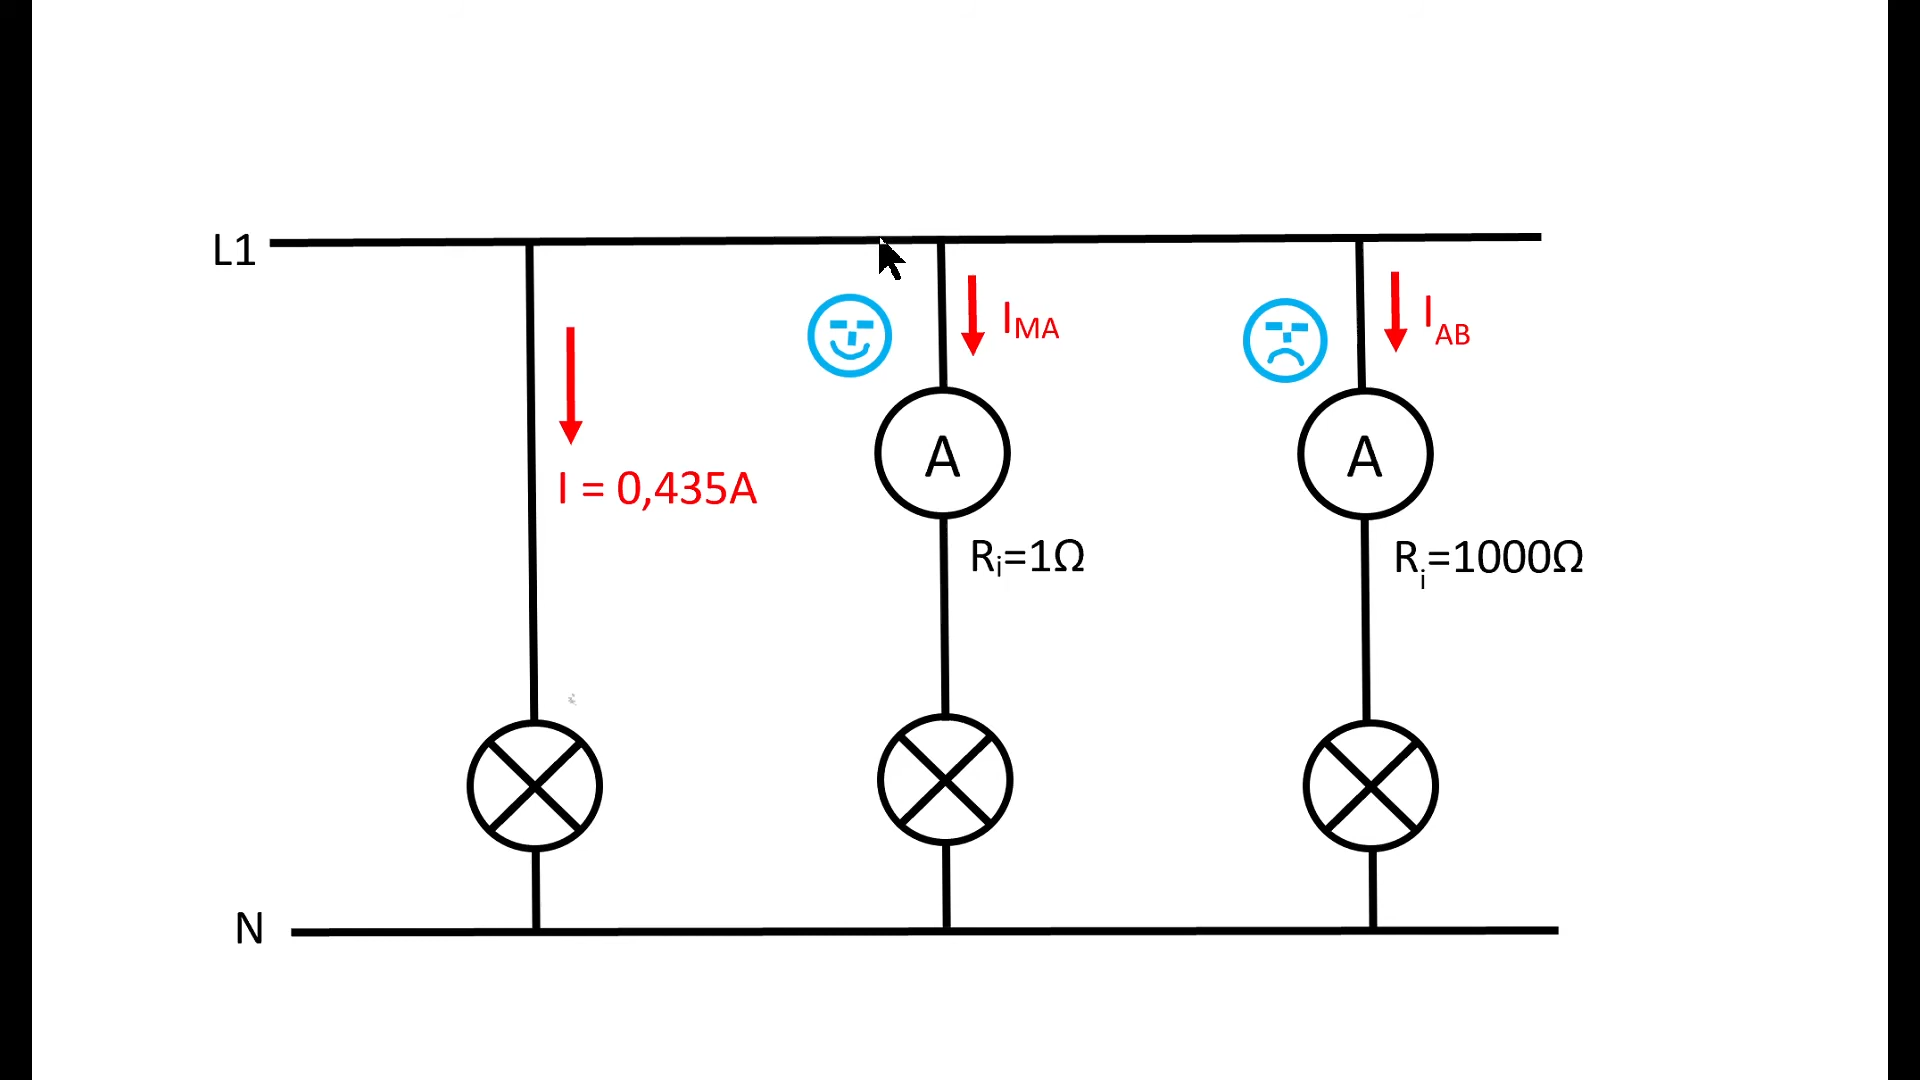 L1
I = 0,435A
I_MA
I_AB
A
A
R_i=1Ω
R_i=1000Ω
N